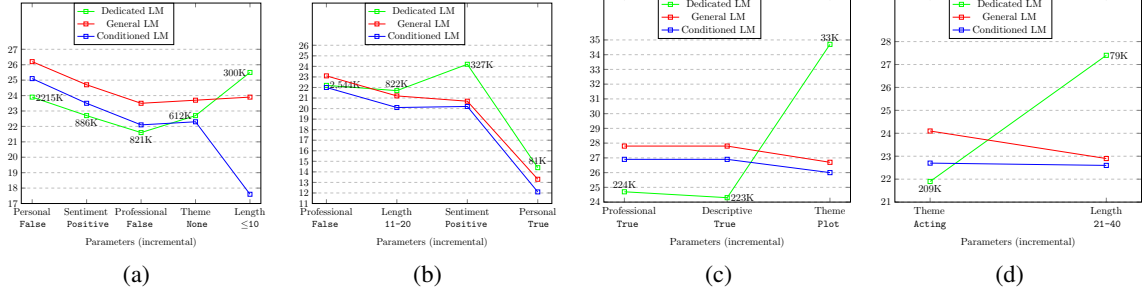 Dedicated LM
General LM
Conditioned LM
27
26
25
24
23
22
21
20
19
18
17
2215K
886K
821K
612K
300K
Personal Sentiment Professional Theme Length
False Positive False None ≤10
Parameters (incremental)
(a)
Dedicated LM
General LM
Conditioned LM
26
25
24
23
22
21
20
19
18
17
16
15
14
13
12
11
2,544K
822K
327K
81K
Professional Length Sentiment Personal
False 11-20 Positive True
Parameters (incremental)
(b)
Dedicated LM
General LM
Conditioned LM
35
34
33
32
31
30
29
28
27
26
25
24
224K
223K
33K
Professional Descriptive Theme
True True Plot
Parameters (incremental)
(c)
Dedicated LM
General LM
Conditioned LM
28
27
26
25
24
23
22
21
209K
79K
Theme Length
Acting 21-40
Parameters (incremental)
(d)